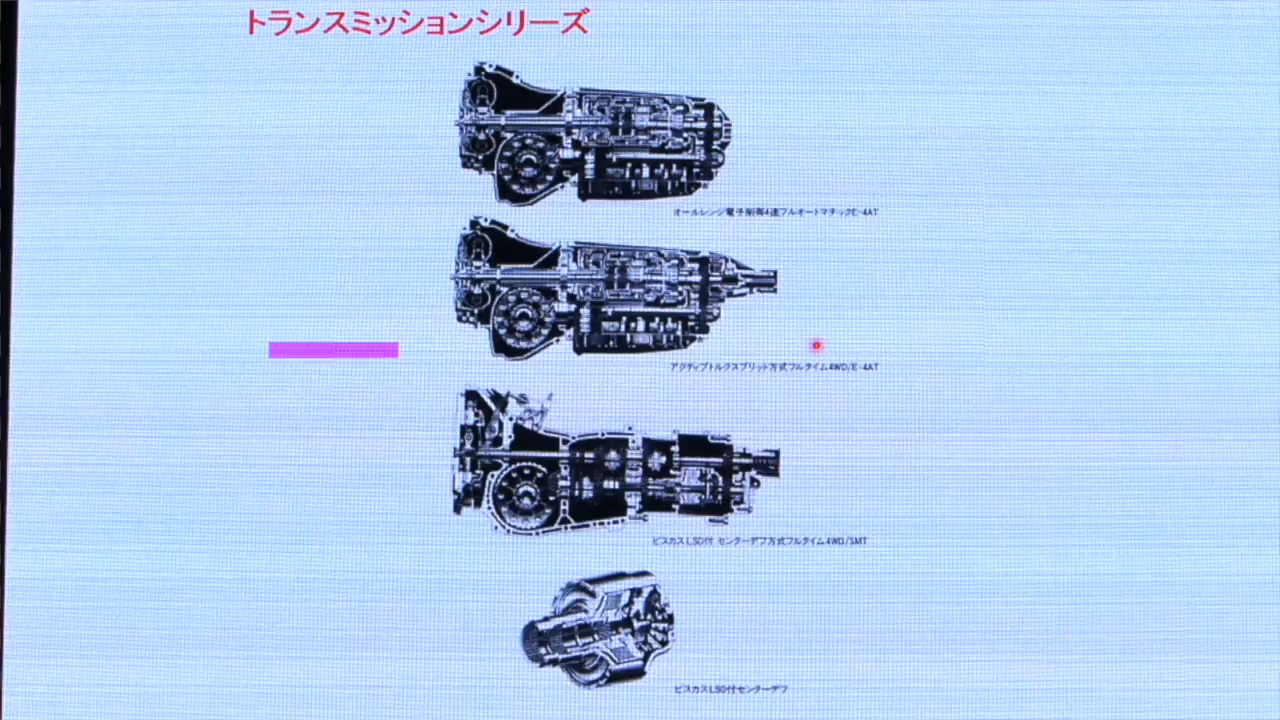 トランスミッションシリーズ
オールレンジ電子制御4速フルオートマチックE-4AT
アクティブトルクスプリット方式フルタイム4WD/E-4AT
ビスカスLSD付 センターデフ方式フルタイム4WD/5MT
ビスカスLSD付センターデフ